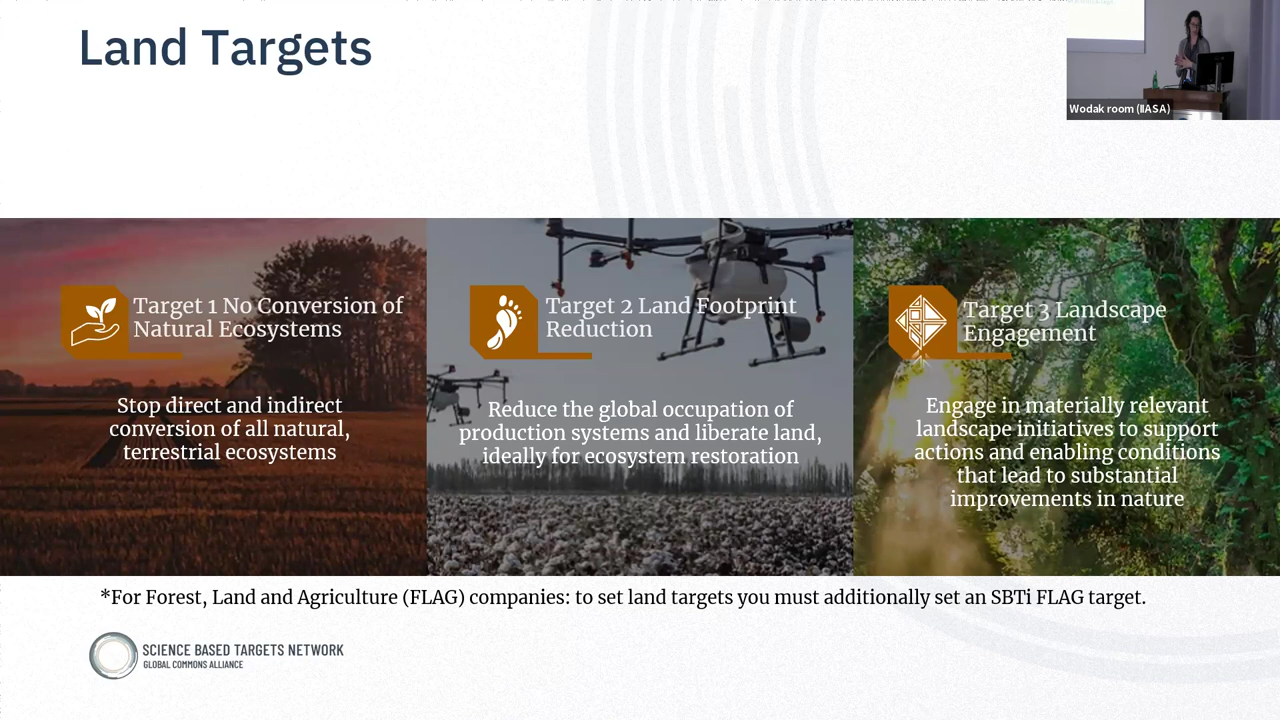 Land Targets
Wodak room (IIASA)
Target 1 No Conversion of
Natural Ecosystems
Stop direct and indirect
conversion of all natural,
terrestrial ecosystems
Target 2 Land Footprint
Reduction
Reduce the global occupation of
production systems and liberate land,
ideally for ecosystem restoration
Target 3 Landscape
Engagement
Engage in materially relevant
landscape initiatives to support
actions and enabling conditions
that lead to substantial
improvements in nature
*For Forest, Land and Agriculture (FLAG) companies: to set land targets you must additionally set an SBTi FLAG target.
SCIENCE BASED TARGETS NETWORK
GLOBAL COMMONS ALLIANCE